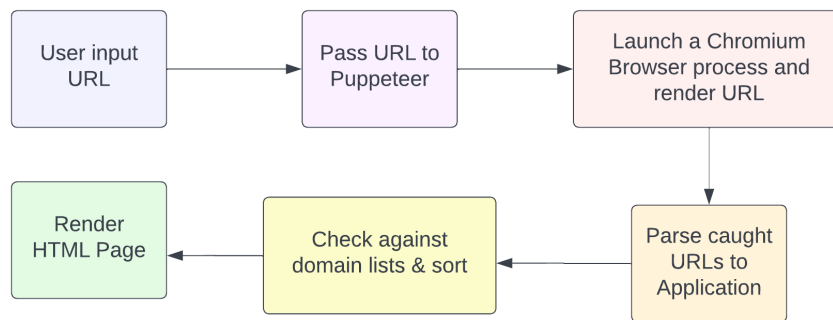 User input
URL
Pass URL to
Puppeteer
Launch a Chromium
Browser process and
render URL
Parse caught
URLs to
Application
Check against
domain lists & sort
Render
HTML Page